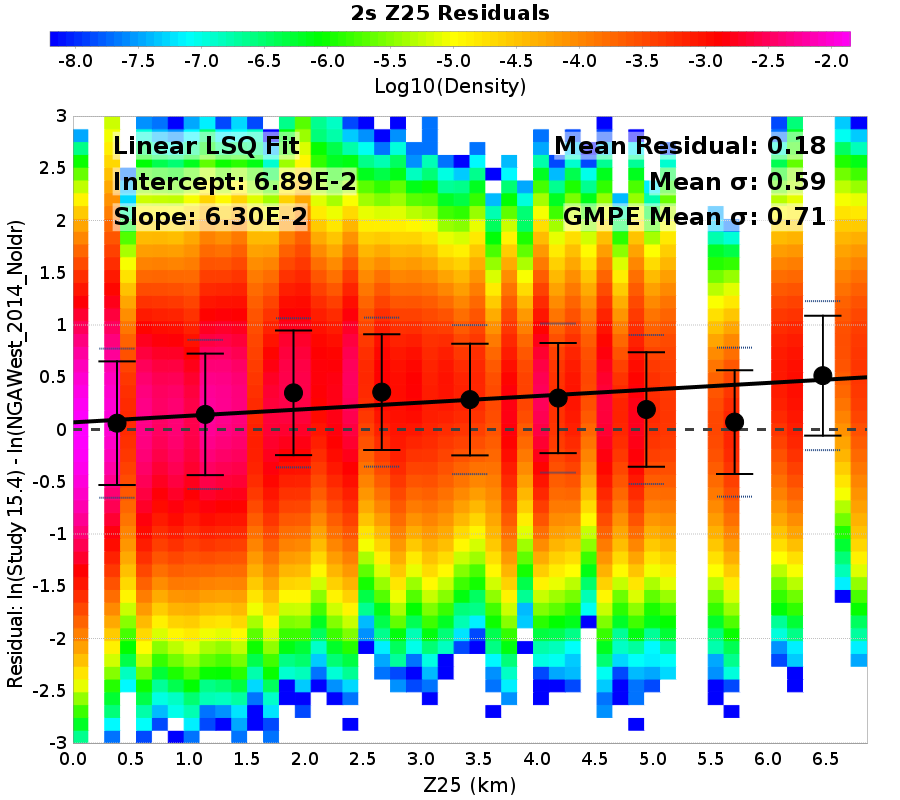 2s Z25 Residuals
-8.0 -7.5 -7.0 -6.5 -6.0 -5.5 -5.0 -4.5 -4.0 -3.5 -3.0 -2.5 -2.0
Log10(Density)
Linear LSQ Fit
Intercept: 6.89E-2
Slope: 6.30E-2
Mean Residual: 0.18
Mean σ: 0.59
GMPE Mean σ: 0.71
Residual: ln(Study 15.4) - ln(NGAWest_2014_NoIdr)
3
2.5
2
1.5
1
0.5
0
-0.5
-1
-1.5
-2
-2.5
-3
0.0 0.5 1.0 1.5 2.0 2.5 3.0 3.5 4.0 4.5 5.0 5.5 6.0 6.5
Z25 (km)